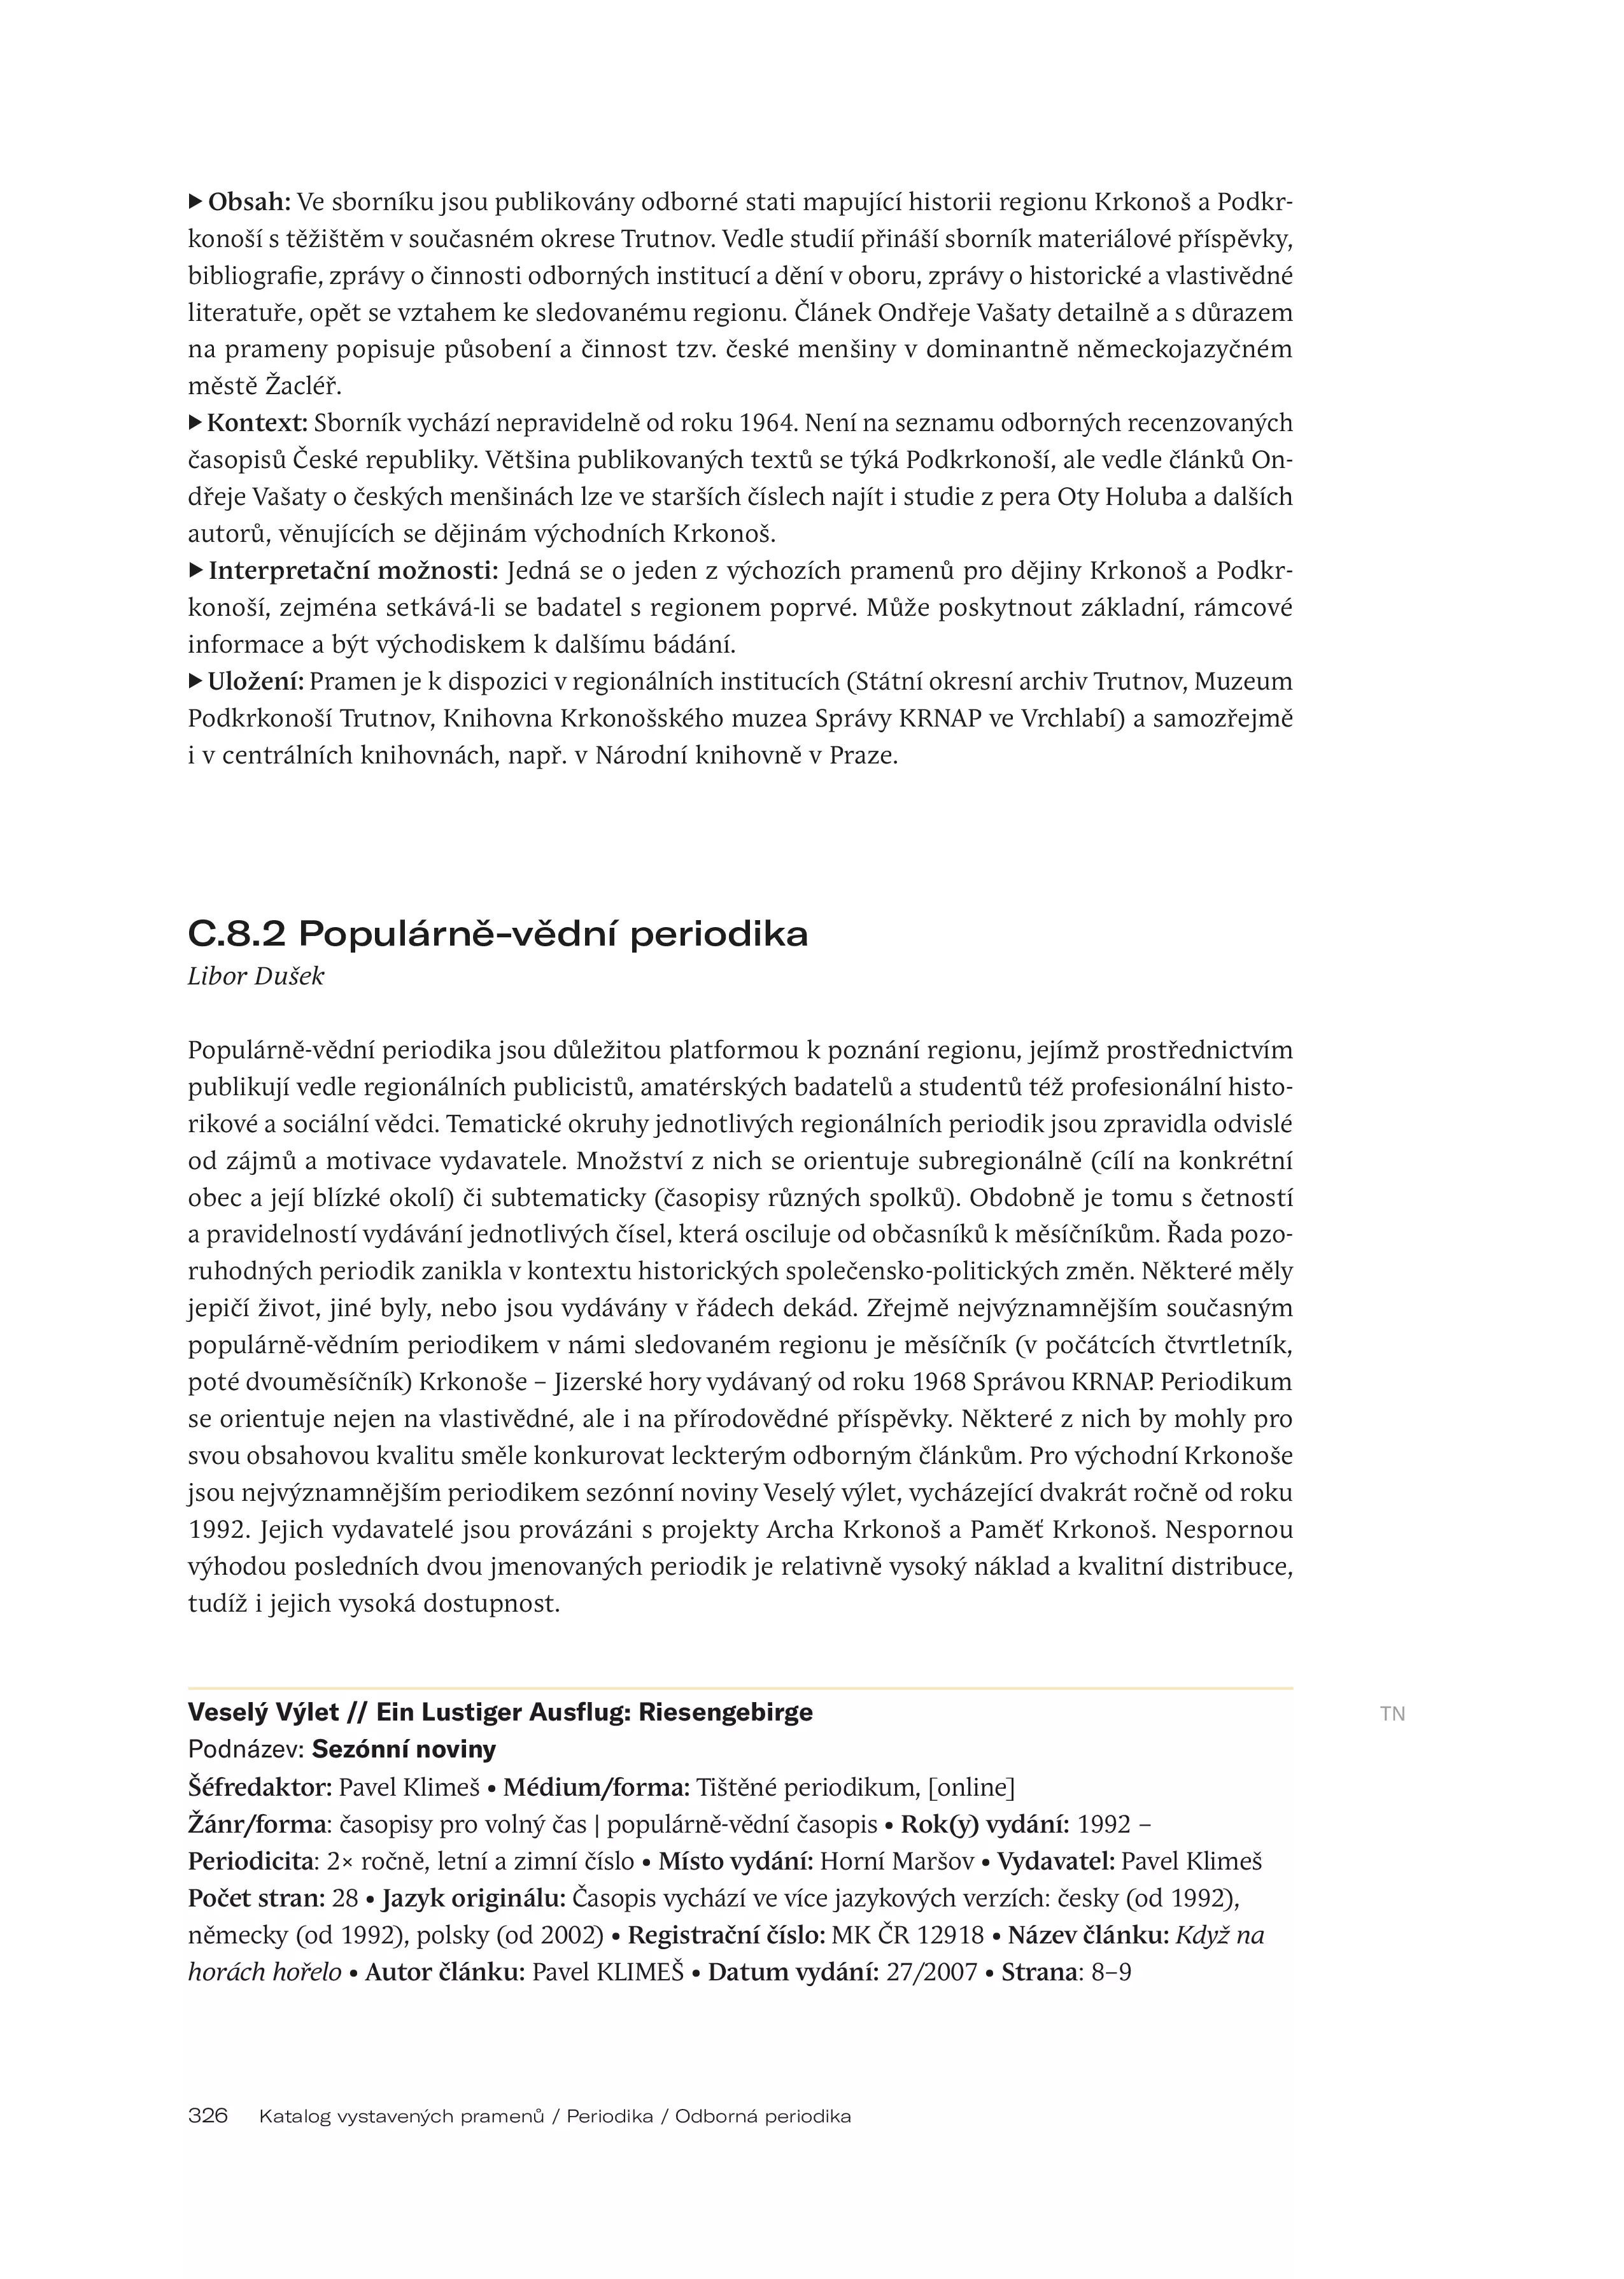 ▶ Obsah: Ve sborníku jsou publikovány odborné stati mapující historii regionu Krkonoš a Podkr-
konoší s těžištěm v současném okrese Trutnov. Vedle studií přináší sborník materiálové příspěvky,
bibliografie, zprávy o činnosti odborných institucí a dění v oboru, zprávy o historické a vlastivědné
literatuře, opět se vztahem ke sledovanému regionu. Článek Ondřeje Vašaty detailně a s důrazem
na prameny popisuje působení a činnost tzv. české menšiny v dominantně německojazyčném
městě Žacléř.
▶ Kontext: Sborník vychází nepravidelně od roku 1964. Není na seznamu odborných recenzovaných
časopisů České republiky. Většina publikovaných textů se týká Podkrkonoší, ale vedle článků On-
dřeje Vašaty o českých menšinách lze ve starších číslech najít i studie z pera Oty Holuba a dalších
autorů, věnujících se dějinám východních Krkonoš.
▶ Interpretační možnosti: Jedná se o jeden z výchozích pramenů pro dějiny Krkonoš a Podkr-
konoší, zejména setkává-li se badatel s regionem poprvé. Může poskytnout základní, rámcové
informace a být východiskem k dalšímu bádání.
▶ Uložení: Pramen je k dispozici v regionálních institucích (Státní okresní archiv Trutnov, Muzeum
Podkrkonoší Trutnov, Knihovna Krkonošského muzea Správy KRNAP ve Vrchlabí) a samozřejmě
i v centrálních knihovnách, např. v Národní knihovně v Praze.
C.8.2 Populárně-vědní periodika
Libor Dušek
Populárně-vědní periodika jsou důležitou platformou k poznání regionu, jejímž prostřednictvím
publikují vedle regionálních publicistů, amatérských badatelů a studentů též profesionální histo-
rikové a sociální vědci. Tematické okruhy jednotlivých regionálních periodik jsou zpravidla odvislé
od zájmů a motivace vydavatele. Množství z nich se orientuje subregionálně (cílí na konkrétní
obec a její blízké okolí) či subtematicky (časopisy různých spolků). Obdobně je tomu s četností
a pravidelností vydávání jednotlivých čísel, která osciluje od občasníků k měsíčníkům. Řada pozo-
ruhodných periodik zanikla v kontextu historických společensko-politických změn. Některé měly
jepičí život, jiné byly, nebo jsou vydávány v řádech dekád. Zřejmě nejvýznamnějším současným
populárně-vědním periodikem v námi sledovaném regionu je měsíčník (v počátcích čtvrtletník,
poté dvouměsíčník) Krkonoše – Jizerské hory vydávaný od roku 1968 Správou KRNAP. Periodikum
se orientuje nejen na vlastivědné, ale i na přírodovědné příspěvky. Některé z nich by mohly pro
svou obsahovou kvalitu směle konkurovat leckterým odborným článkům. Pro východní Krkonoše
jsou nejvýznamnějším periodikem sezónní noviny Veselý výlet, vycházející dvakrát ročně od roku
1992. Jejich vydavatelé jsou provázáni s projekty Archa Krkonoš a Paměť Krkonoš. Nespornou
výhodou posledních dvou jmenovaných periodik je relativně vysoký náklad a kvalitní distribuce,
tudíž i jejich vysoká dostupnost.
Veselý Výlet // Ein Lustiger Ausflug: Riesengebirge
TN
Podnázev: Sezónní noviny
Šéfredaktor: Pavel Klimeš • Médium/forma: Tištěné periodikum, [online]
Žánr/forma: časopisy pro volný čas | populárně-vědní časopis • Rok(y) vydání: 1992 –
Periodicita: 2× ročně, letní a zimní číslo • Místo vydání: Horní Maršov • Vydavatel: Pavel Klimeš
Počet stran: 28 • Jazyk originálu: Časopis vychází ve více jazykových verzích: česky (od 1992),
německy (od 1992), polsky (od 2002) • Registrační číslo: MK ČR 12918 • Název článku: Když na
horách hořelo • Autor článku: Pavel KLIMEŠ • Datum vydání: 27/2007 • Strana: 8–9
326 Katalog vystavených pramenů / Periodika / Odborná periodika